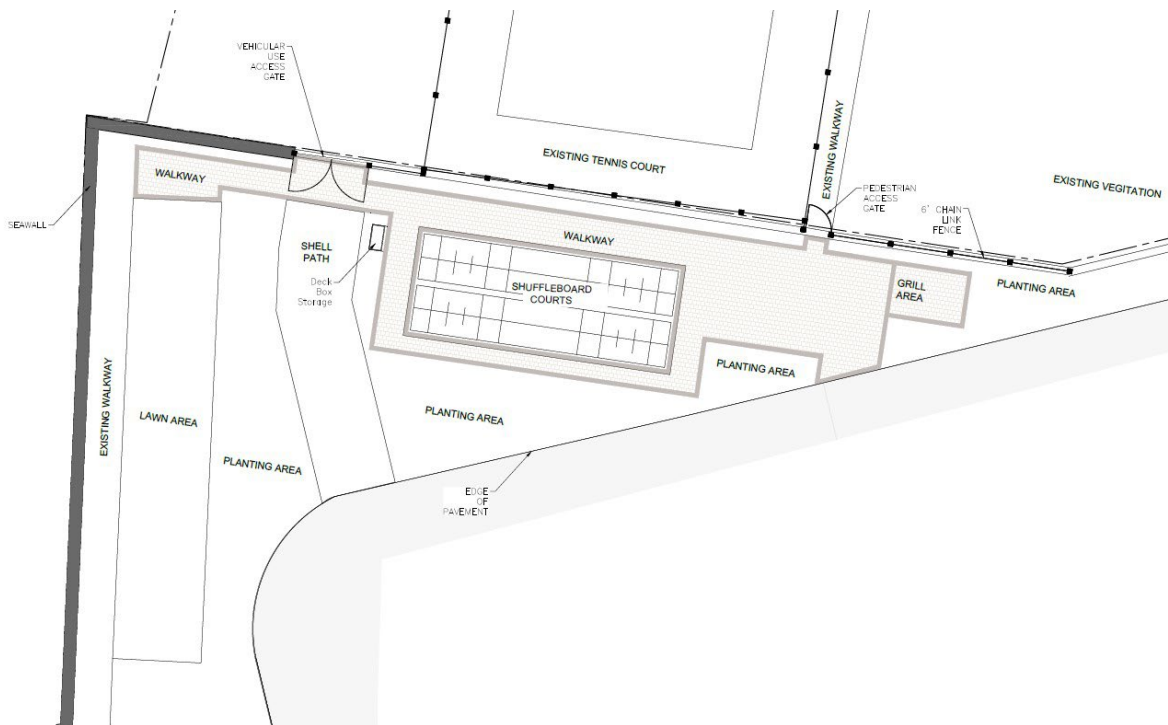 VEHICULAR
USE
ACCESS
GATE
EXISTING TENNIS COURT
EXISTING WALKWAY
EXISTING VEGITATION
WALKWAY
PEDESTRIAN
ACCESS
GATE
6' CHAIN
LINK
FENCE
SEAWALL
SHELL
PATH
WALKWAY
Deck
Box
Storage
SHUFFLEBOARD
COURTS
GRILL
AREA
PLANTING AREA
PLANTING AREA
EXISTING WALKWAY
LAWN AREA
PLANTING AREA
PLANTING AREA
EDGE
OF
PAVEMENT